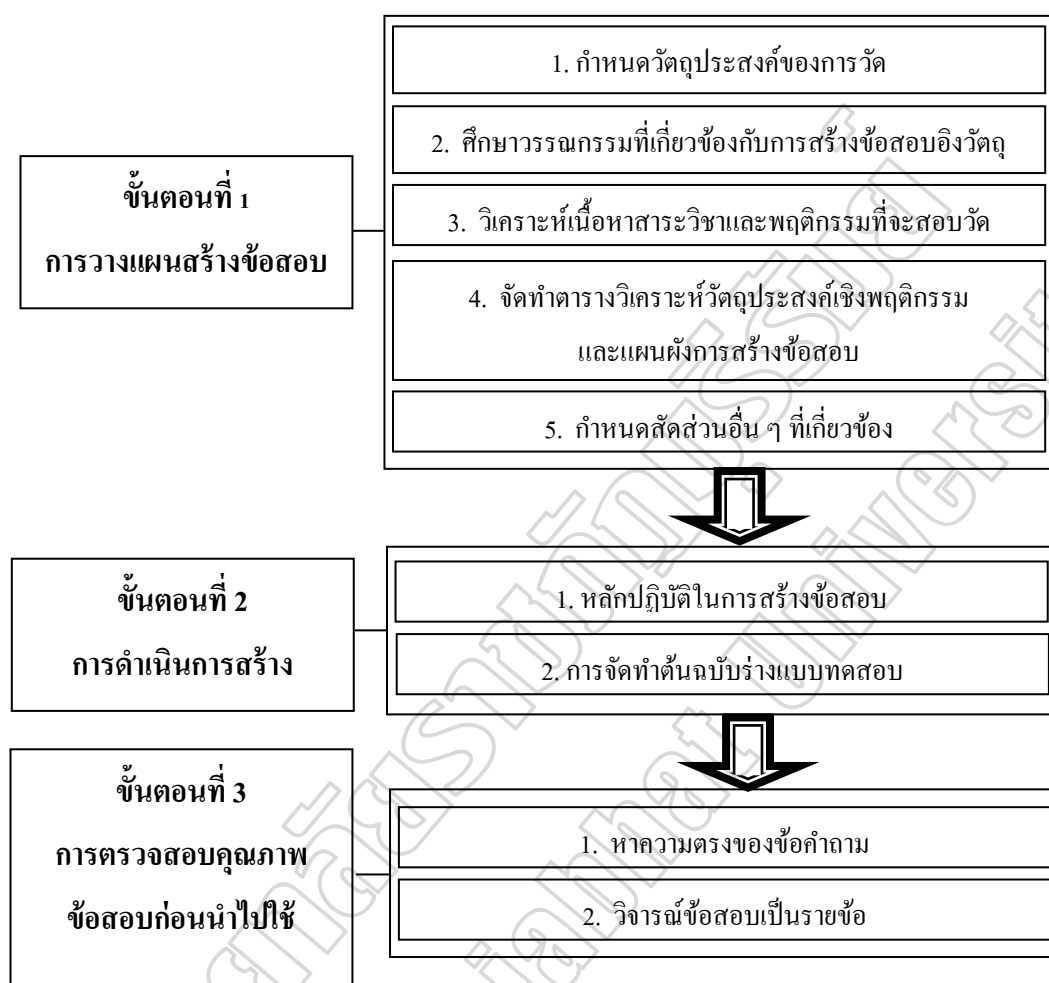 1. กำหนดวัตถุประสงค์ของการวัด
2. ศึกษาวรรณกรรมที่เกี่ยวข้องกับการสร้างข้อสอบอิงวัตถุ
ขั้นตอนที่ 1
การวางแผนสร้างข้อสอบ
3. วิเคราะห์เนื้อหาสาระวิชาและพฤติกรรมที่จะสอบวัด
4. จัดทำตารางวิเคราะห์วัตถุประสงค์เชิงพฤติกรรม
และแผนผังการสร้างข้อสอบ
5. กำหนดสัดส่วนอื่น ๆ ที่เกี่ยวข้อง
ขั้นตอนที่ 2
การดำเนินการสร้าง
1. หลักปฏิบัติในการสร้างข้อสอบ
2. การจัดทำต้นฉบับร่างแบบทดสอบ
ขั้นตอนที่ 3
การตรวจสอบคุณภาพ
ข้อสอบก่อนนำไปใช้
1. หาความตรงของข้อคำถาม
2. วิจารณ์ข้อสอบเป็นรายข้อ